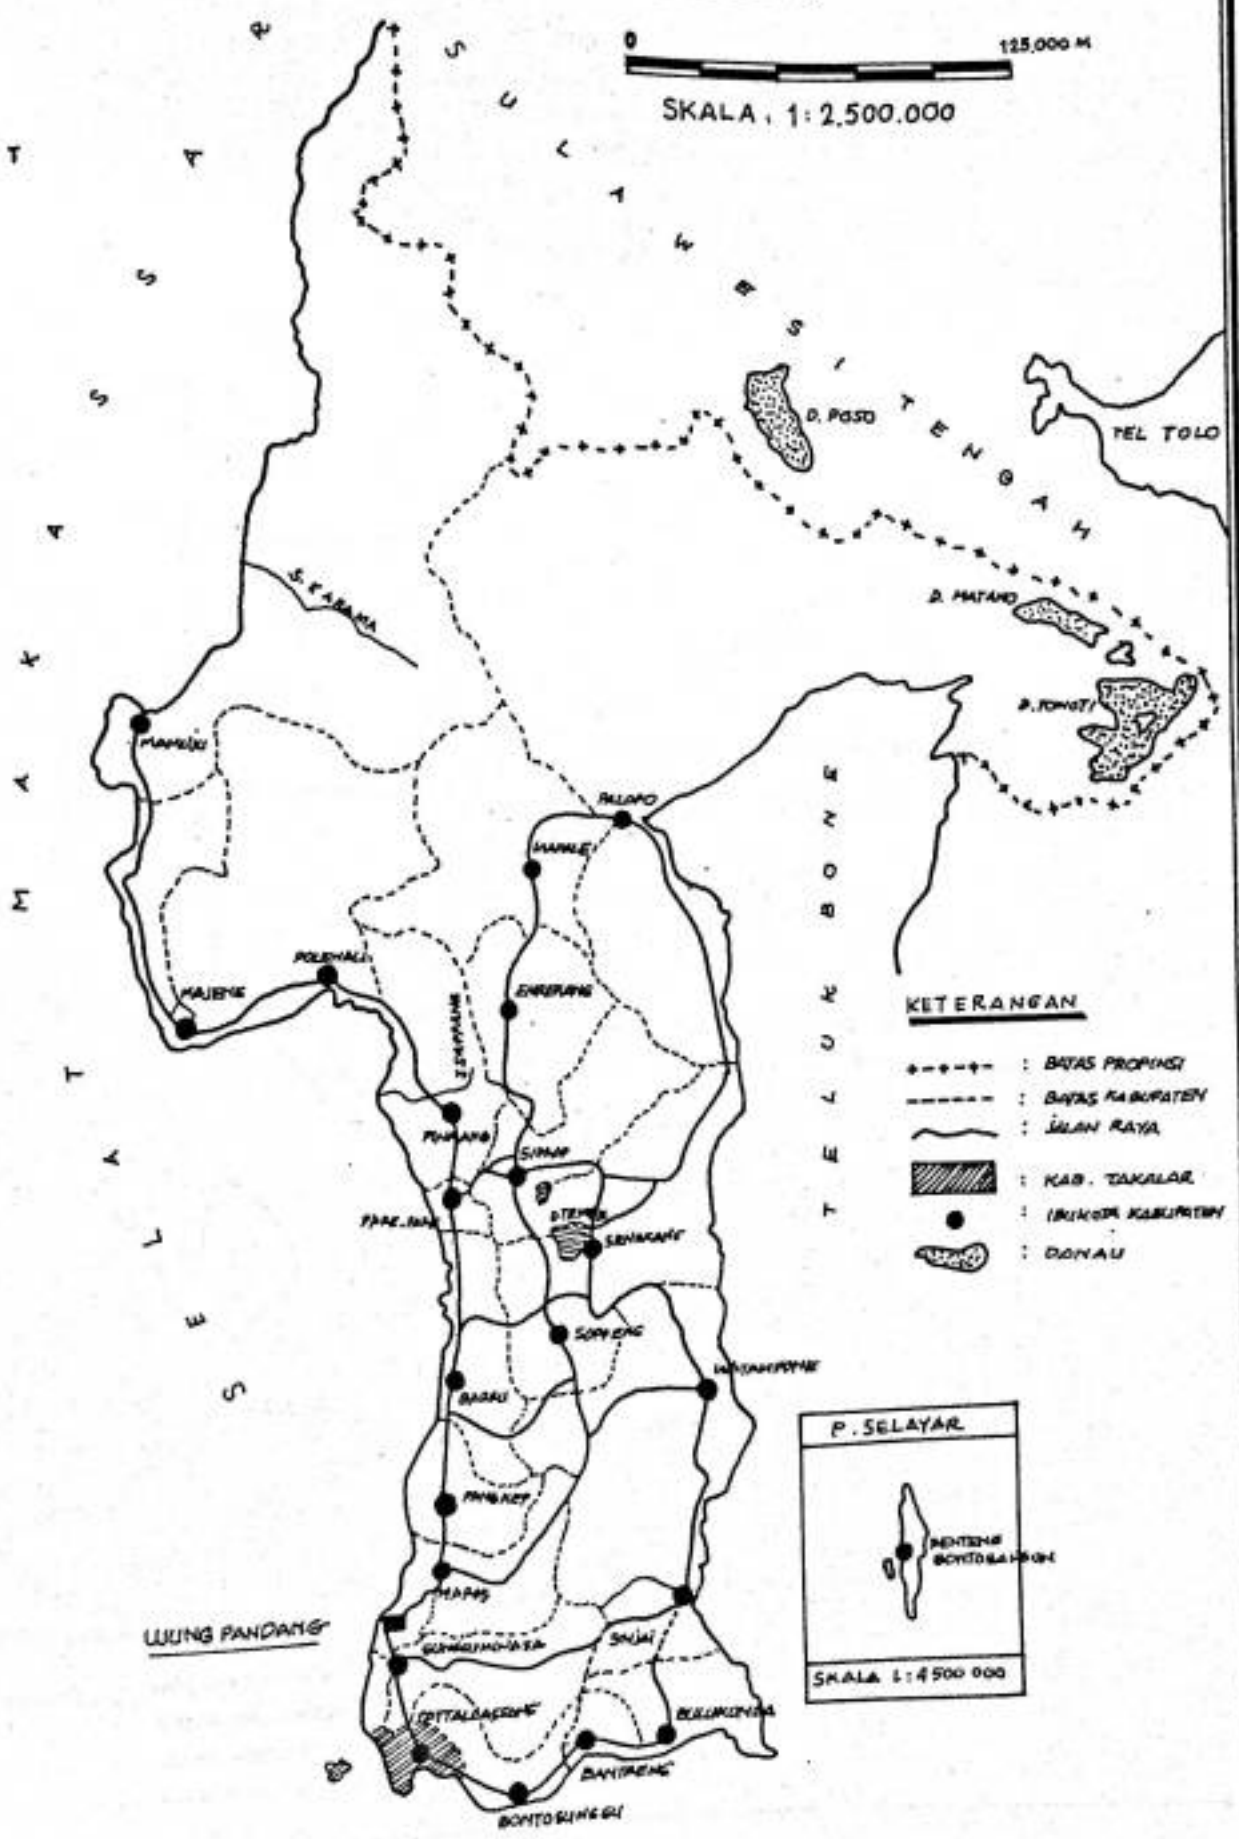 0 125,000 M
SKALA, 1:2.500.000
SULAWESI TENGAH
SELAT MAKASSAR
D. POSO
TEL TOLO
S. KARAMA
D. MATANO
D. TOWOTI
MAMUJU
PALOPO
MAKALE
TELUK BONE
POLEWALI
MAJENE
ENREKANG
KETERANGAN
BATAS PROPINSI
: BATAS KABUPATEN
: JALAN RAYA
: KAB. TAKALAR
: IBUKOTA KABUPATEN
: DANAU
PINRANG
SIDRAP
PARE-PARE
D. TEMPE
SENGKANG
SOPPENG
WATAMPONE
BARRU
P. SELAYAR
PANGKEP
BENTENG
MAROS
UJUNG PANDANG
SUNGGUMINASA
SINJAI
SKALA 1:4500 000
BULUKUMBA
BANTAENG
BONTOSUNGGU